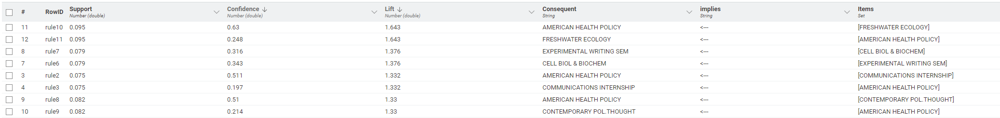 # RowID Support Confidence ↓ Lift ↓ Consequent implies Items
Number (double) Number (double) Number (double) String String Set
11 rule10 0.095 0.63 1.643 AMERICAN HEALTH POLICY <--- [FRESHWATER ECOLOGY]
12 rule11 0.095 0.248 1.643 FRESHWATER ECOLOGY <--- [AMERICAN HEALTH POLICY]
8 rule7 0.079 0.316 1.376 EXPERIMENTAL WRITING SEM <--- [CELL BIOL & BIOCHEM]
7 rule6 0.079 0.343 1.376 CELL BIOL & BIOCHEM <--- [EXPERIMENTAL WRITING SEM]
3 rule2 0.075 0.511 1.332 AMERICAN HEALTH POLICY <--- [COMMUNICATIONS INTERNSHIP]
4 rule3 0.075 0.197 1.332 COMMUNICATIONS INTERNSHIP <--- [AMERICAN HEALTH POLICY]
9 rule8 0.082 0.51 1.33 AMERICAN HEALTH POLICY <--- [CONTEMPORARY POL.THOUGHT]
10 rule9 0.082 0.214 1.33 CONTEMPORARY POL.THOUGHT <--- [AMERICAN HEALTH POLICY]